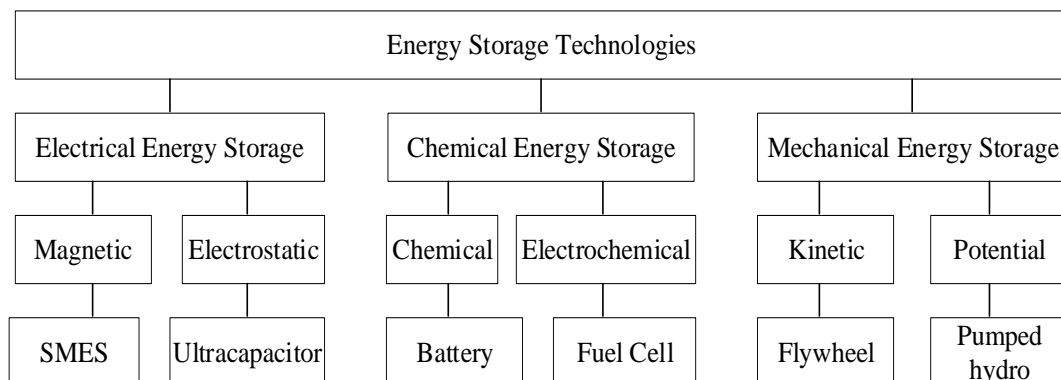 Energy Storage Technologies
Electrical Energy Storage
Chemical Energy Storage
Mechanical Energy Storage
Magnetic
Electrostatic
Chemical
Electrochemical
Kinetic
Potential
SMES
Ultracapacitor
Battery
Fuel Cell
Flywheel
Pumped
hydro